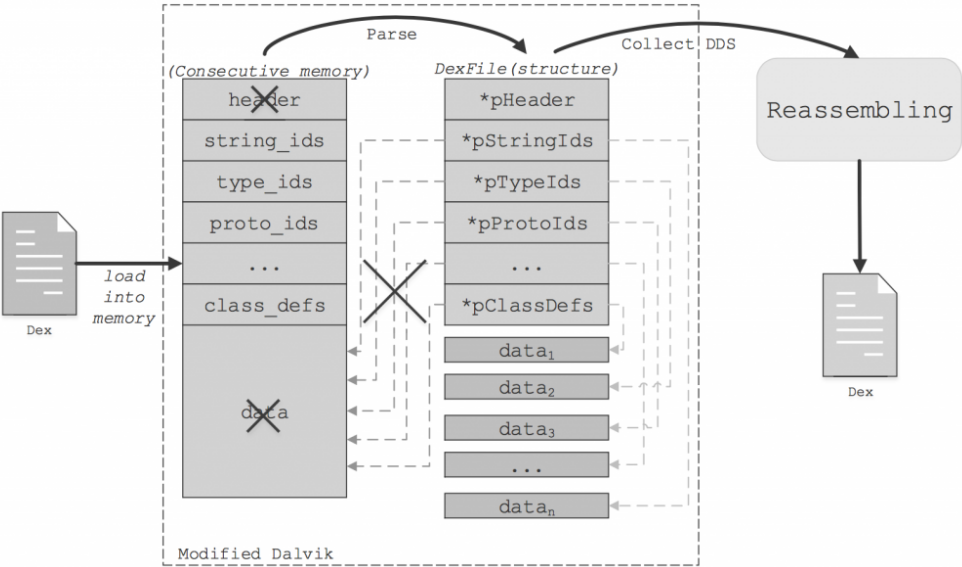 Parse
Collect DDS
(Consecutive memory)
DexFile(structure)
header
*pHeader
Reassembling
string_ids
*pStringIds
type_ids
*pTypeIds
proto_ids
*pProtoIds
...
...
load
into
memory
class_defs
*pClassDefs
Dex
data₁
data₂
data
data₃
...
dataₙ
Dex
Modified Dalvik